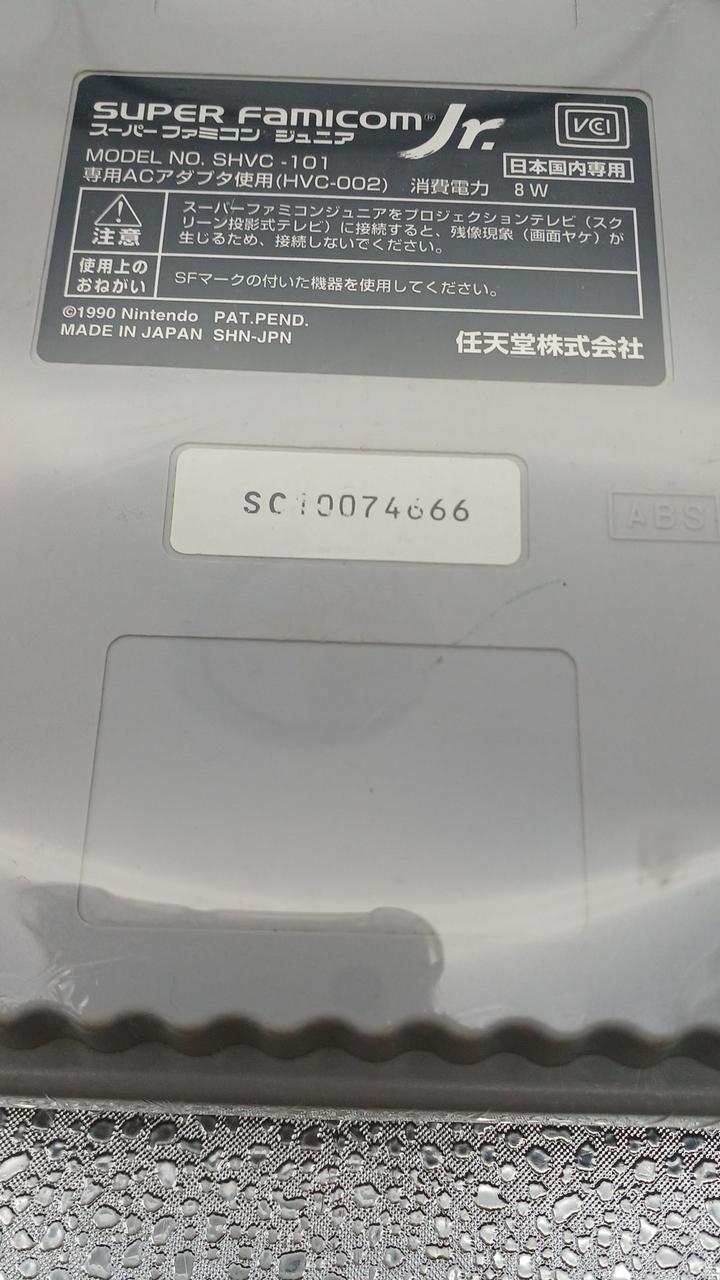 SUPER FAMICOM® Jr.
スーパーファミコン ジュニア
VCI
MODEL NO. SHVC -101
日本国内専用
専用ACアダプタ使用(HVC-002) 消費電力 8W
注意
スーパーファミコンジュニアをプロジェクションテレビ(スク
リーン投影式テレビ)に接続すると、残像現象(画面ヤケ)が
生じるため、接続しないでください。
使用上の
おねがい
SFマークの付いた機器を使用してください。
©1990 Nintendo PAT.PEND.
MADE IN JAPAN SHN-JPN
任天堂株式会社
SC10074666
ABS